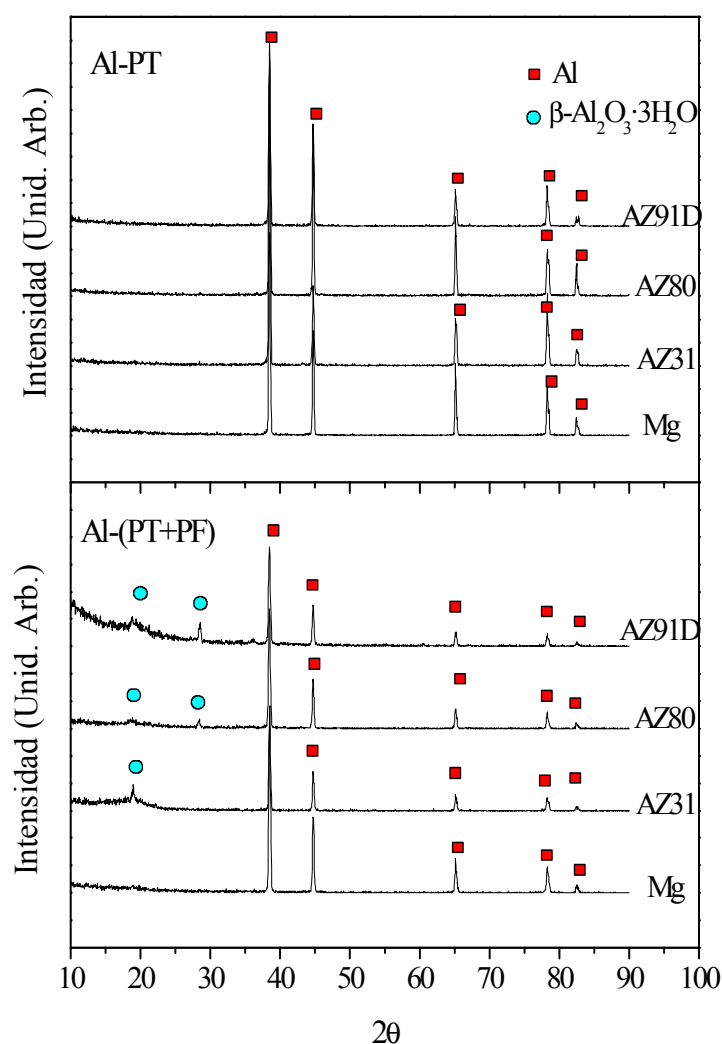 Al-PT
Al
β-Al₂O₃·3H₂O
AZ91D
AZ80
AZ31
Mg
Intensidad (Unid. Arb.)
Al-(PT+PF)
AZ91D
AZ80
AZ31
Mg
Intensidad (Unid. Arb.)
10 20 30 40 50 60 70 80 90 100
2θ